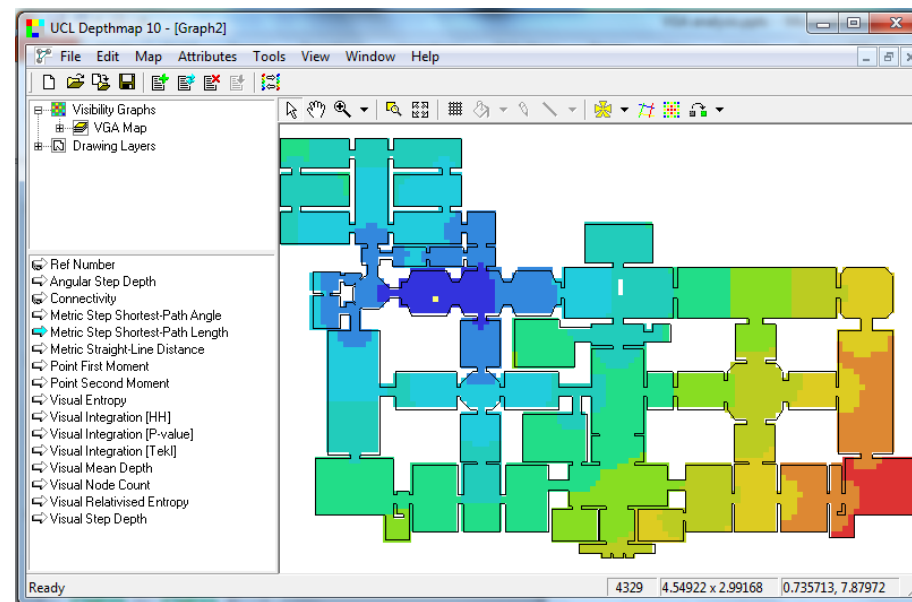 UCL Depthmap 10 - [Graph2]
File Edit Map Attributes Tools View Window Help
Visibility Graphs
VGA Map
Drawing Layers
Ref Number
Angular Step Depth
Connectivity
Metric Step Shortest-Path Angle
Metric Step Shortest-Path Length
Metric Straight-Line Distance
Point First Moment
Point Second Moment
Visual Entropy
Visual Integration [HH]
Visual Integration [P-value]
Visual Integration [Tekl]
Visual Mean Depth
Visual Node Count
Visual Relativised Entropy
Visual Step Depth
Ready 4329 4.54922 x 2.99168 0.735713, 7.87972